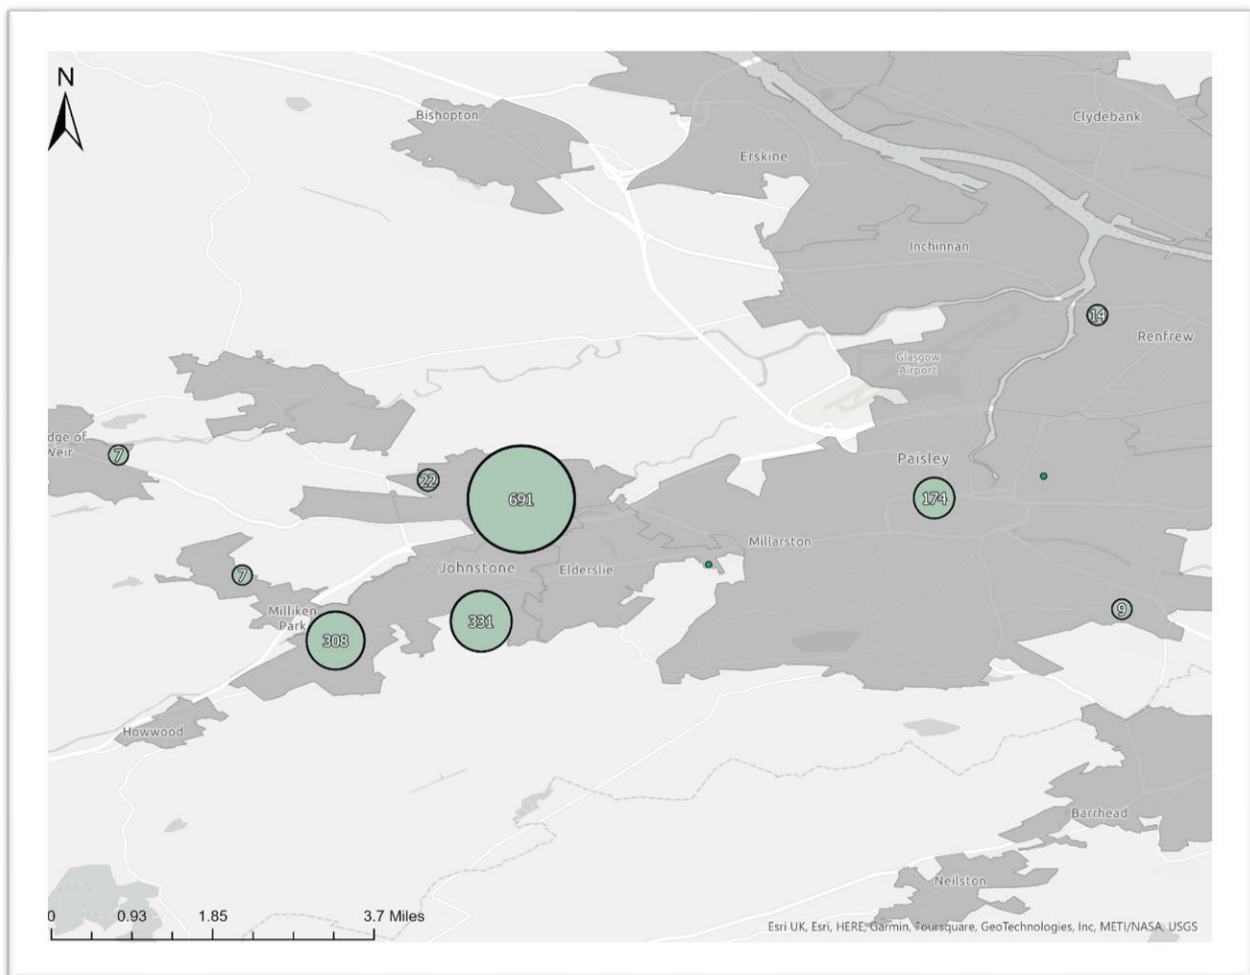 N
Bishopton
Clydebank
Erskine
Inchinnan
14
Renfrew
Glasgow
Airport
dge of
Weir
7
22
691
Paisley
174
Millarston
Johnstone
Elderslie
7
Milliken
Park
308
331
9
Howwood
Barrhead
Neilston
0 0.93 1.85 3.7 Miles
Esri UK, Esri, HERE, Garmin, Foursquare, GeoTechnologies, Inc, METI/NASA, USGS